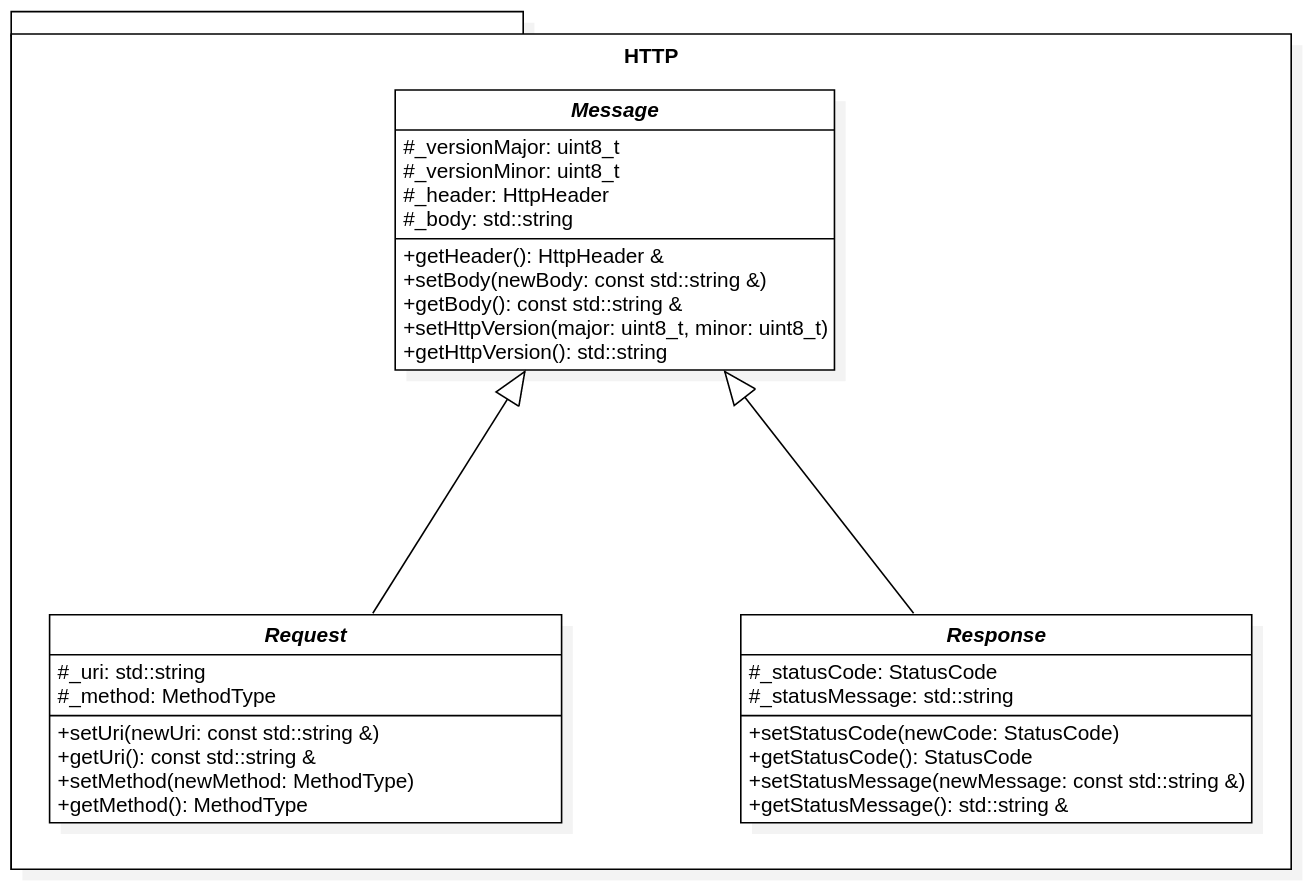 HTTP
Message
#_versionMajor: uint8_t
#_versionMinor: uint8_t
#_header: HttpHeader
#_body: std::string
+getHeader(): HttpHeader &
+setBody(newBody: const std::string &)
+getBody(): const std::string &
+setHttpVersion(major: uint8_t, minor: uint8_t)
+getHttpVersion(): std::string
Request
#_uri: std::string
#_method: MethodType
+setUri(newUri: const std::string &)
+getUri(): const std::string &
+setMethod(newMethod: MethodType)
+getMethod(): MethodType
Response
#_statusCode: StatusCode
#_statusMessage: std::string
+setStatusCode(newCode: StatusCode)
+getStatusCode(): StatusCode
+setStatusMessage(newMessage: const std::string &)
+getStatusMessage(): std::string &